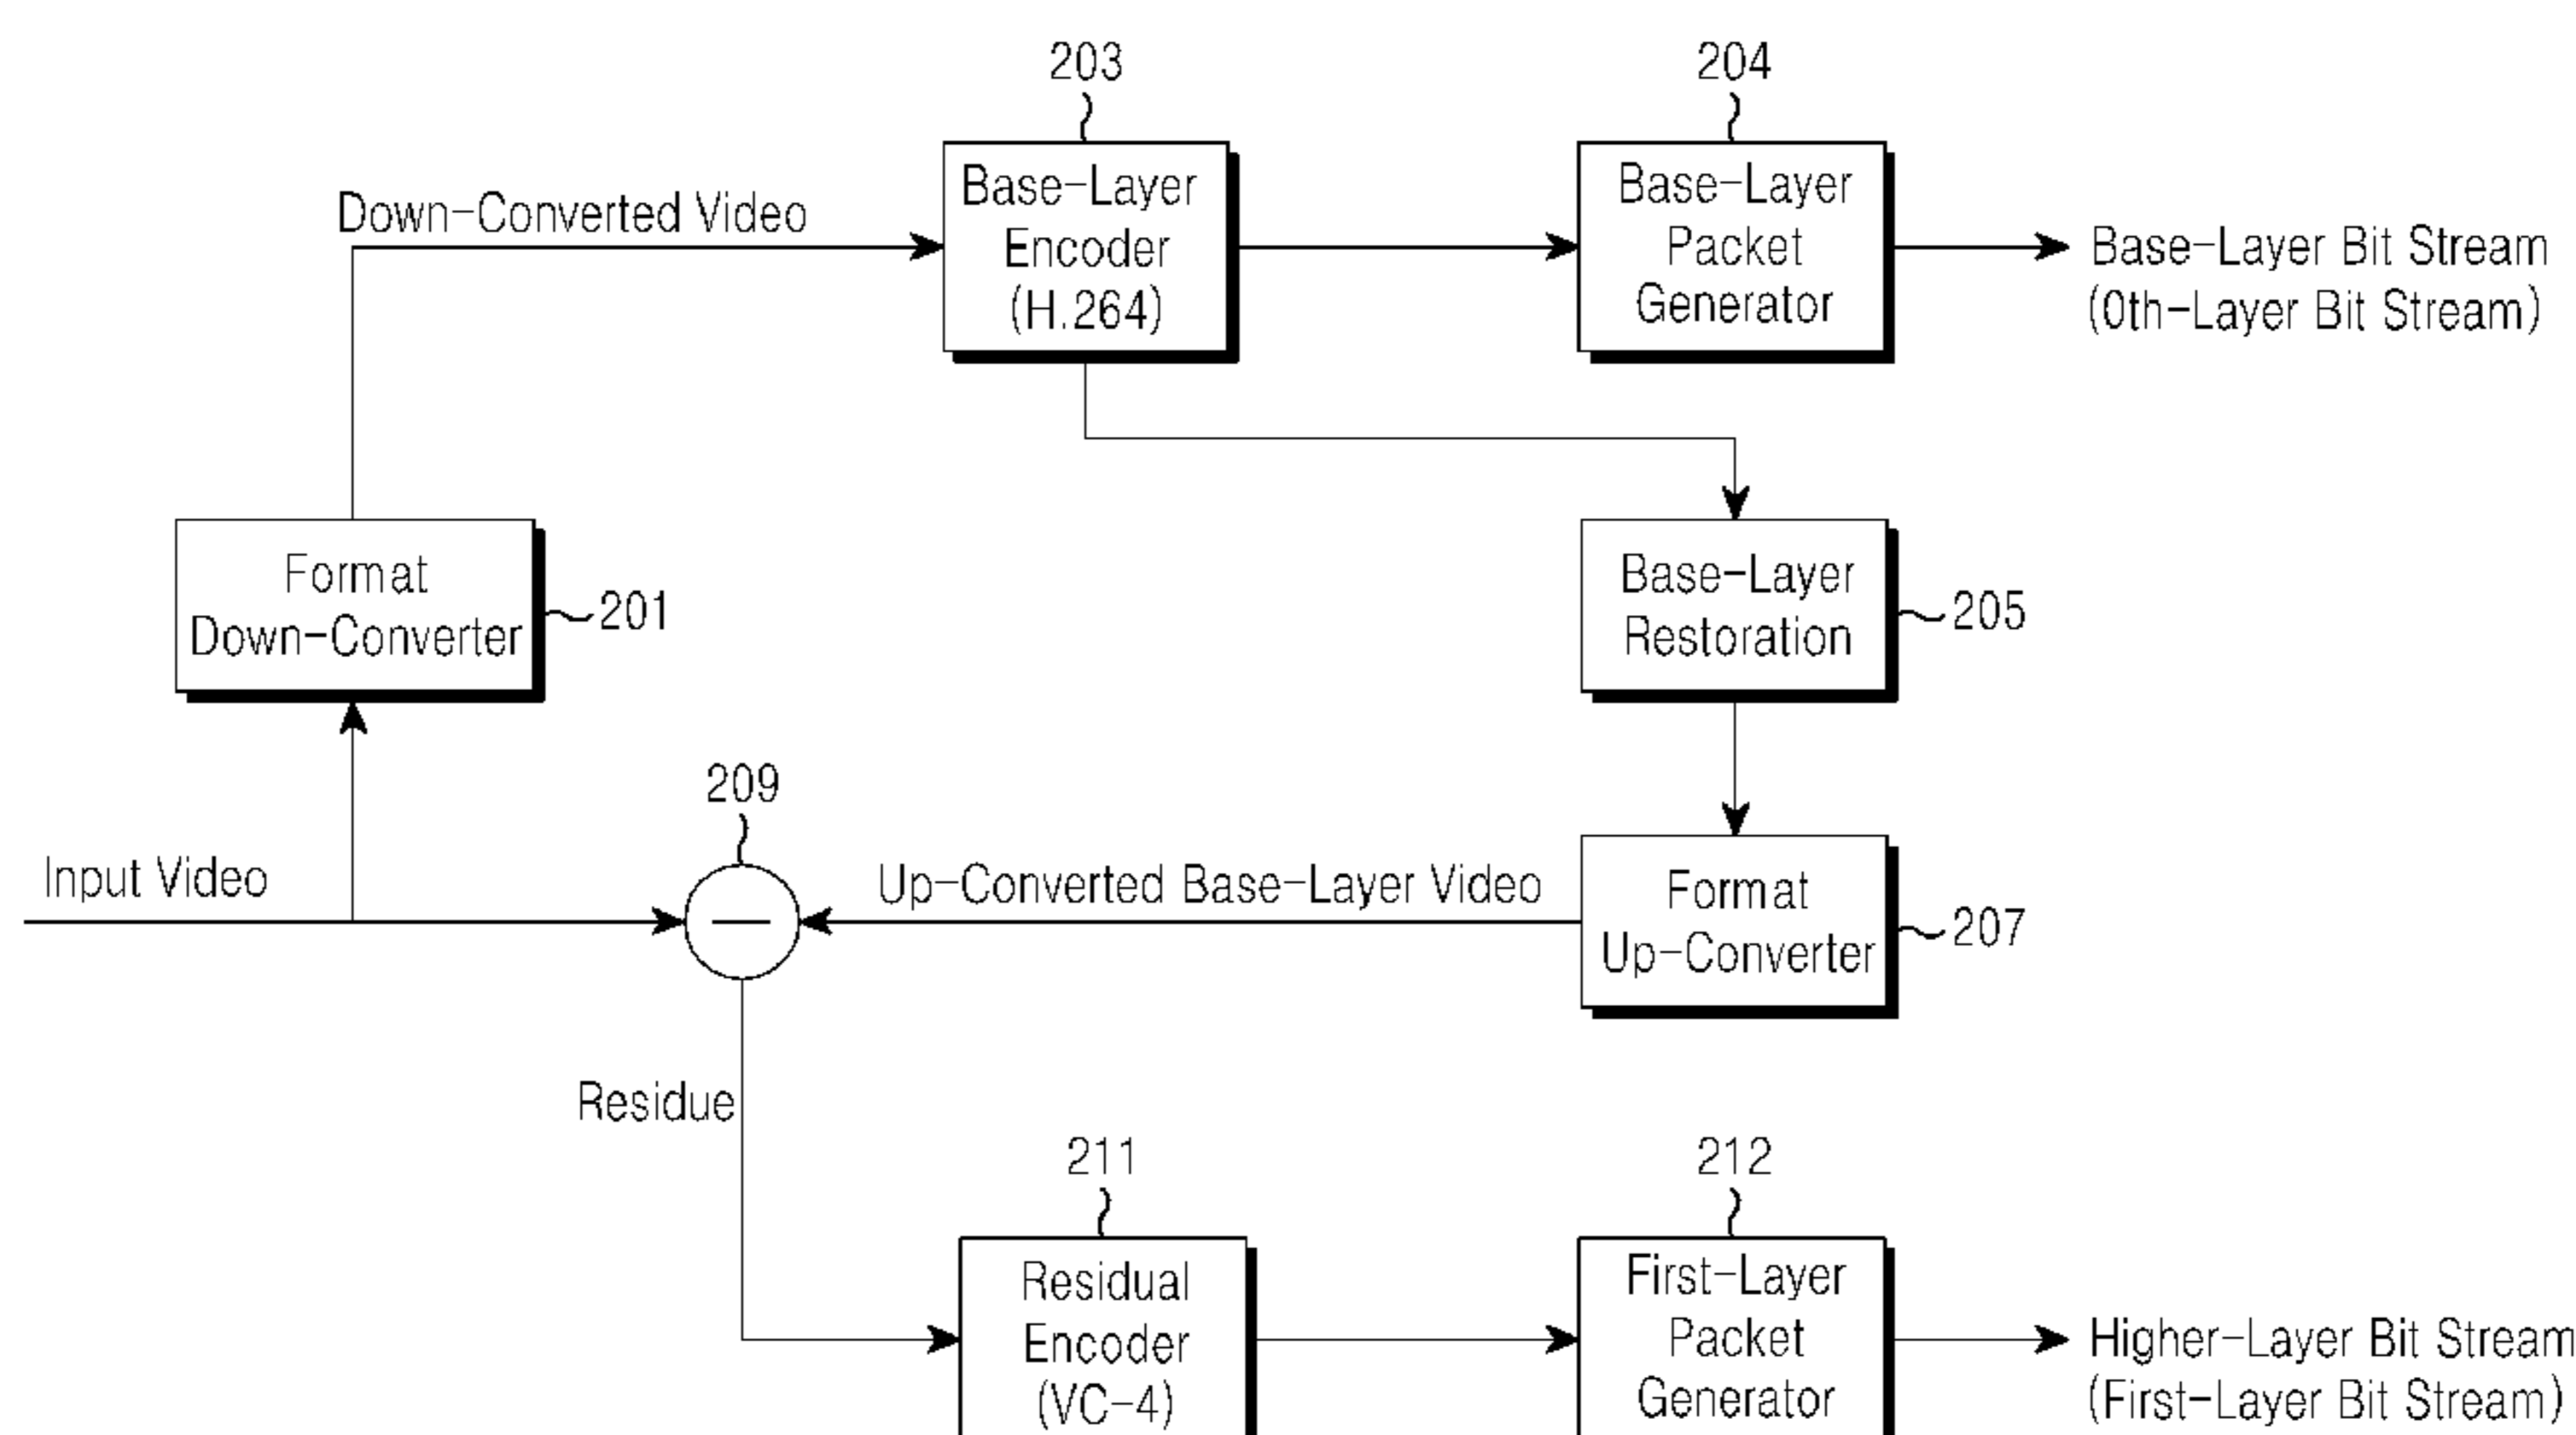 203
204
Base-Layer
Encoder
(H.264)
Base-Layer
Packet
Generator
Down-Converted Video
Base-Layer Bit Stream
(0th-Layer Bit Stream)
Format
Down-Converter
201
Base-Layer
Restoration
205
209
Input Video
Up-Converted Base-Layer Video
Format
Up-Converter
207
Residue
211
212
Residual
Encoder
(VC-4)
First-Layer
Packet
Generator
Higher-Layer Bit Stream
(First-Layer Bit Stream)